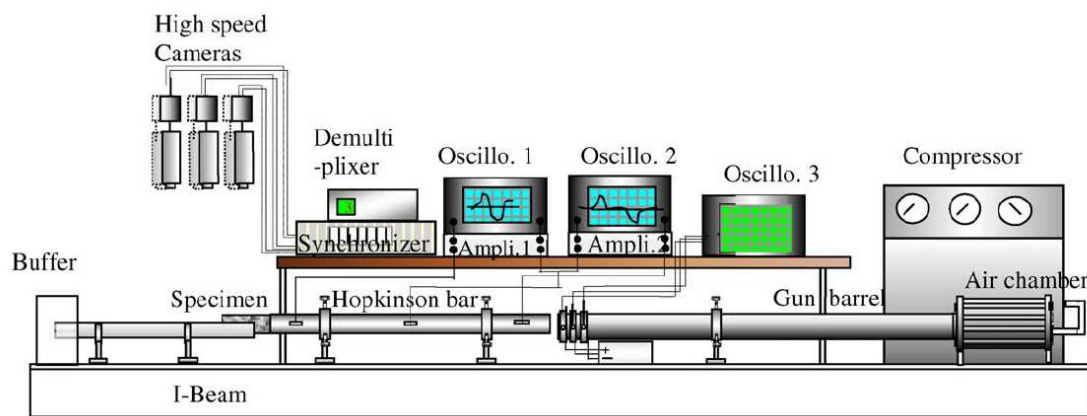 High speed
Cameras
Demulti
-plixer
Oscillo. 1
Oscillo. 2
Oscillo. 3
Compressor
Synchronizer
Ampli.1
Ampli.2
Buffer
Specimen
Hopkinson bar
Gun barrel
Air chamber
I-Beam